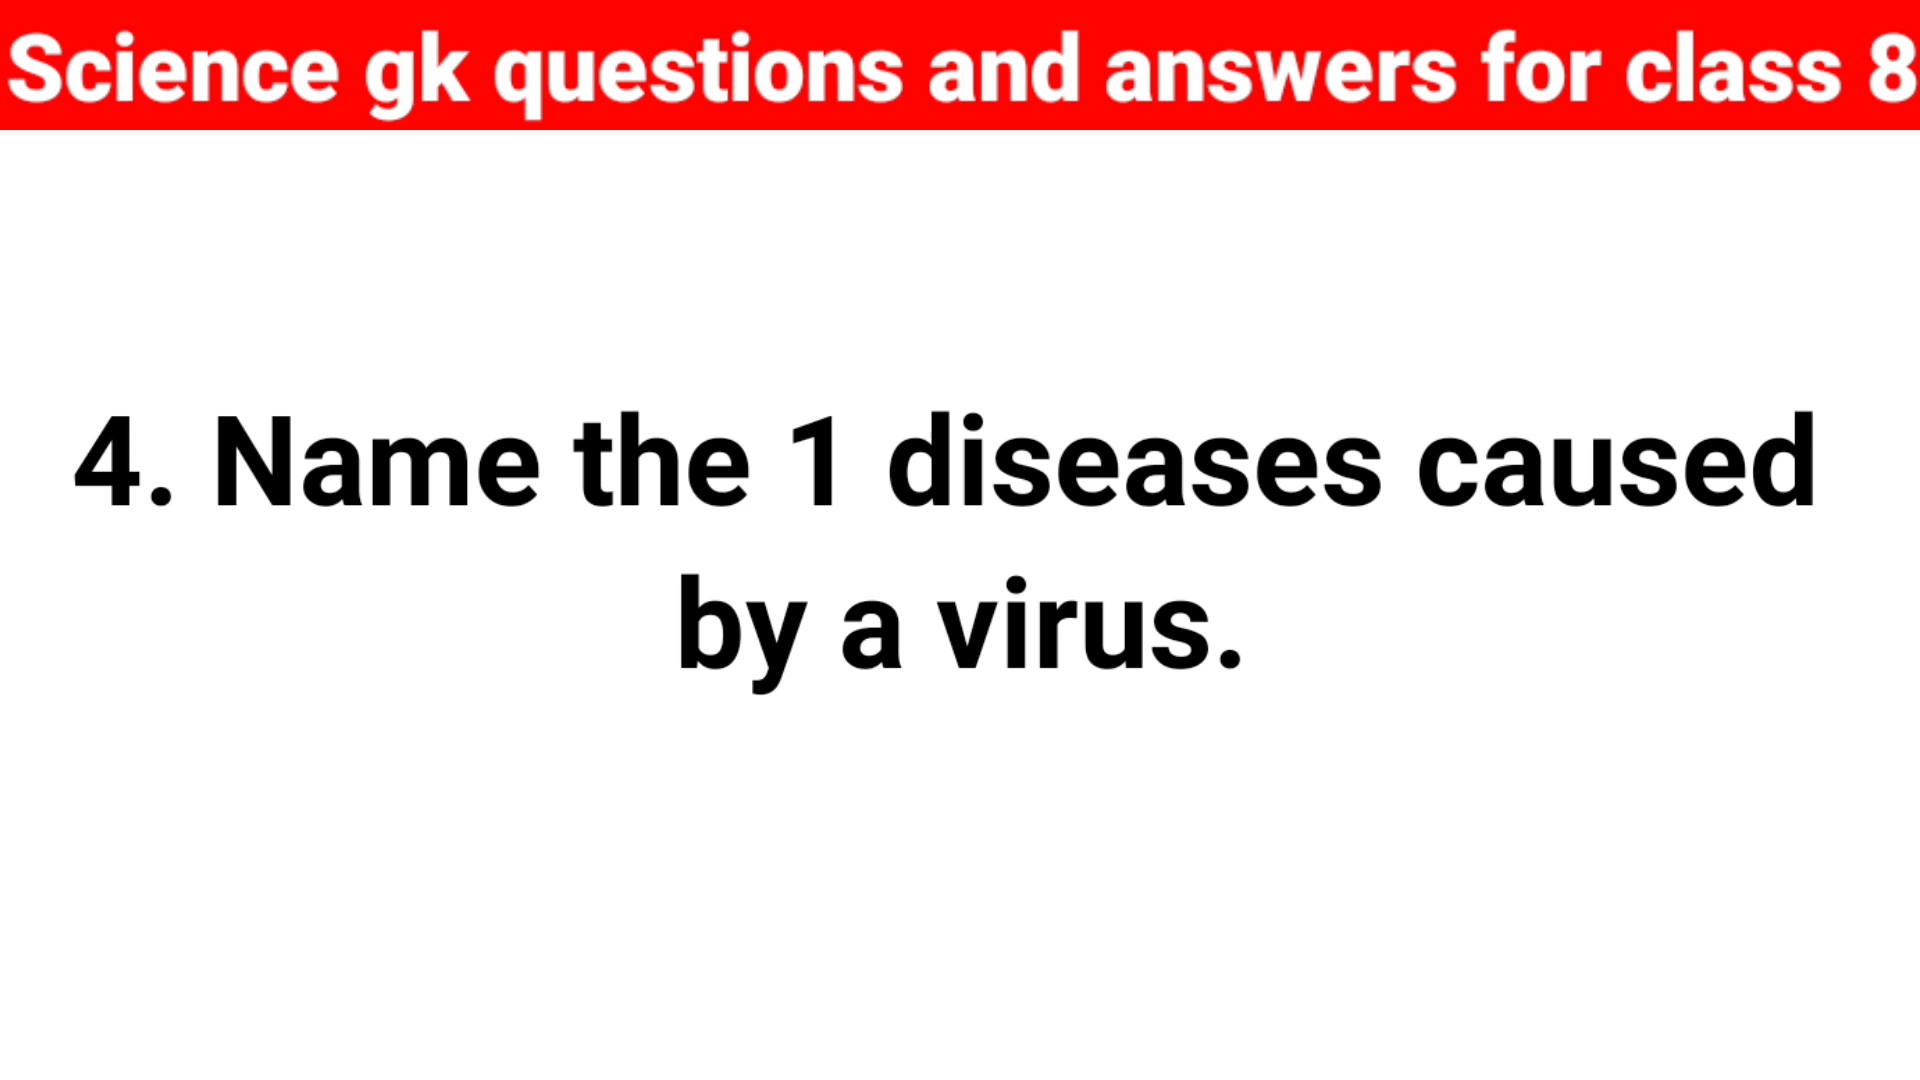 Science gk questions and answers for class 8
4. Name the 1 diseases caused
by a virus.